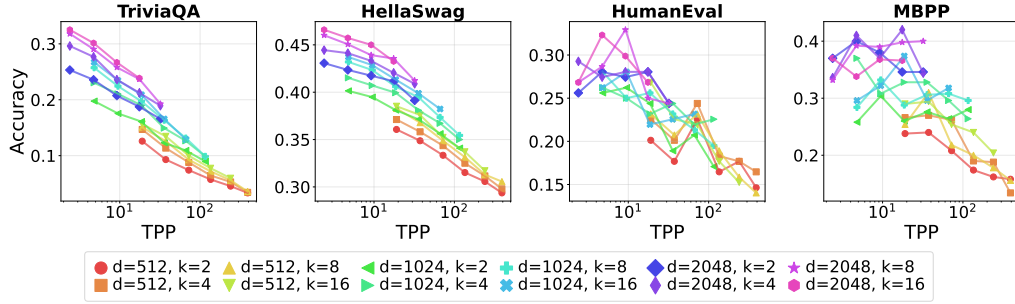 TriviaQA HellaSwag HumanEval MBPP
Accuracy
0.3
0.2
0.1
0.45
0.40
0.35
0.30
0.30
0.25
0.20
0.15
0.4
0.3
0.2
10¹ 10² 10¹ 10² 10¹ 10² 10¹ 10²
TPP TPP TPP TPP
d=512, k=2 d=512, k=8 d=1024, k=2 d=1024, k=8 d=2048, k=2 d=2048, k=8
d=512, k=4 d=512, k=16 d=1024, k=4 d=1024, k=16 d=2048, k=4 d=2048, k=16